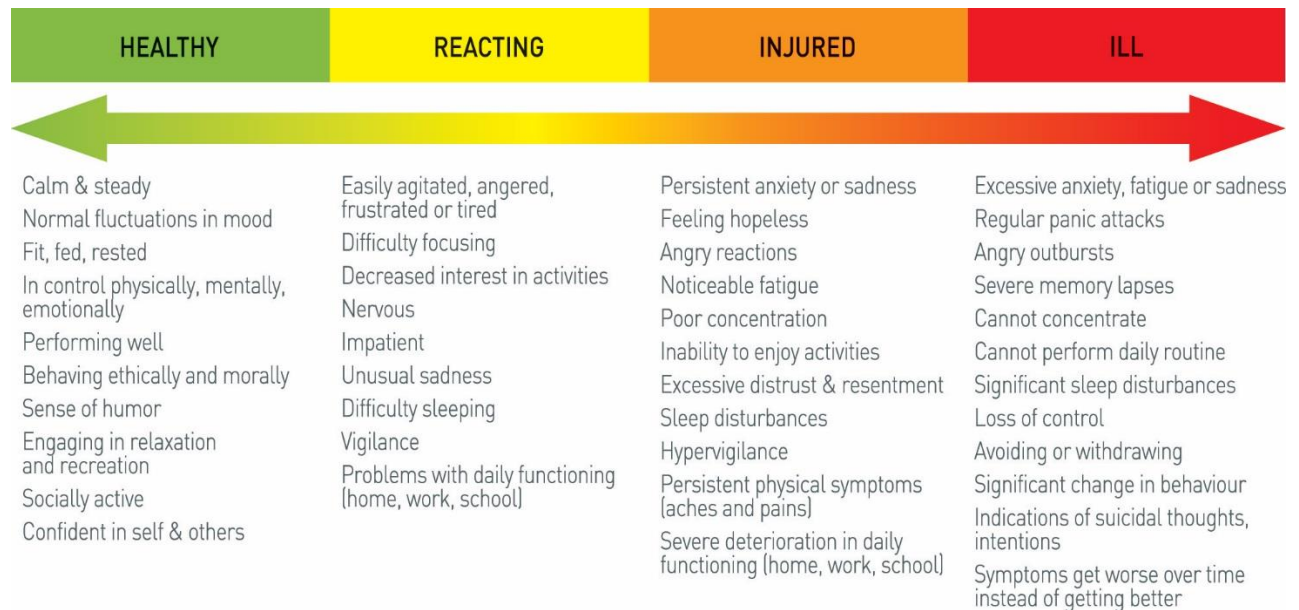 HEALTHY
REACTING
INJURED
ILL
Calm & steady
Normal fluctuations in mood
Fit, fed, rested
In control physically, mentally,
emotionally
Performing well
Behaving ethically and morally
Sense of humor
Engaging in relaxation
and recreation
Socially active
Confident in self & others
Easily agitated, angered,
frustrated or tired
Difficulty focusing
Decreased interest in activities
Nervous
Impatient
Unusual sadness
Difficulty sleeping
Vigilance
Problems with daily functioning
(home, work, school)
Persistent anxiety or sadness
Feeling hopeless
Angry reactions
Noticeable fatigue
Poor concentration
Inability to enjoy activities
Excessive distrust & resentment
Sleep disturbances
Hypervigilance
Persistent physical symptoms
(aches and pains)
Severe deterioration in daily
functioning (home, work, school)
Excessive anxiety, fatigue or sadness
Regular panic attacks
Angry outbursts
Severe memory lapses
Cannot concentrate
Cannot perform daily routine
Significant sleep disturbances
Loss of control
Avoiding or withdrawing
Significant change in behaviour
Indications of suicidal thoughts,
intentions
Symptoms get worse over time
instead of getting better